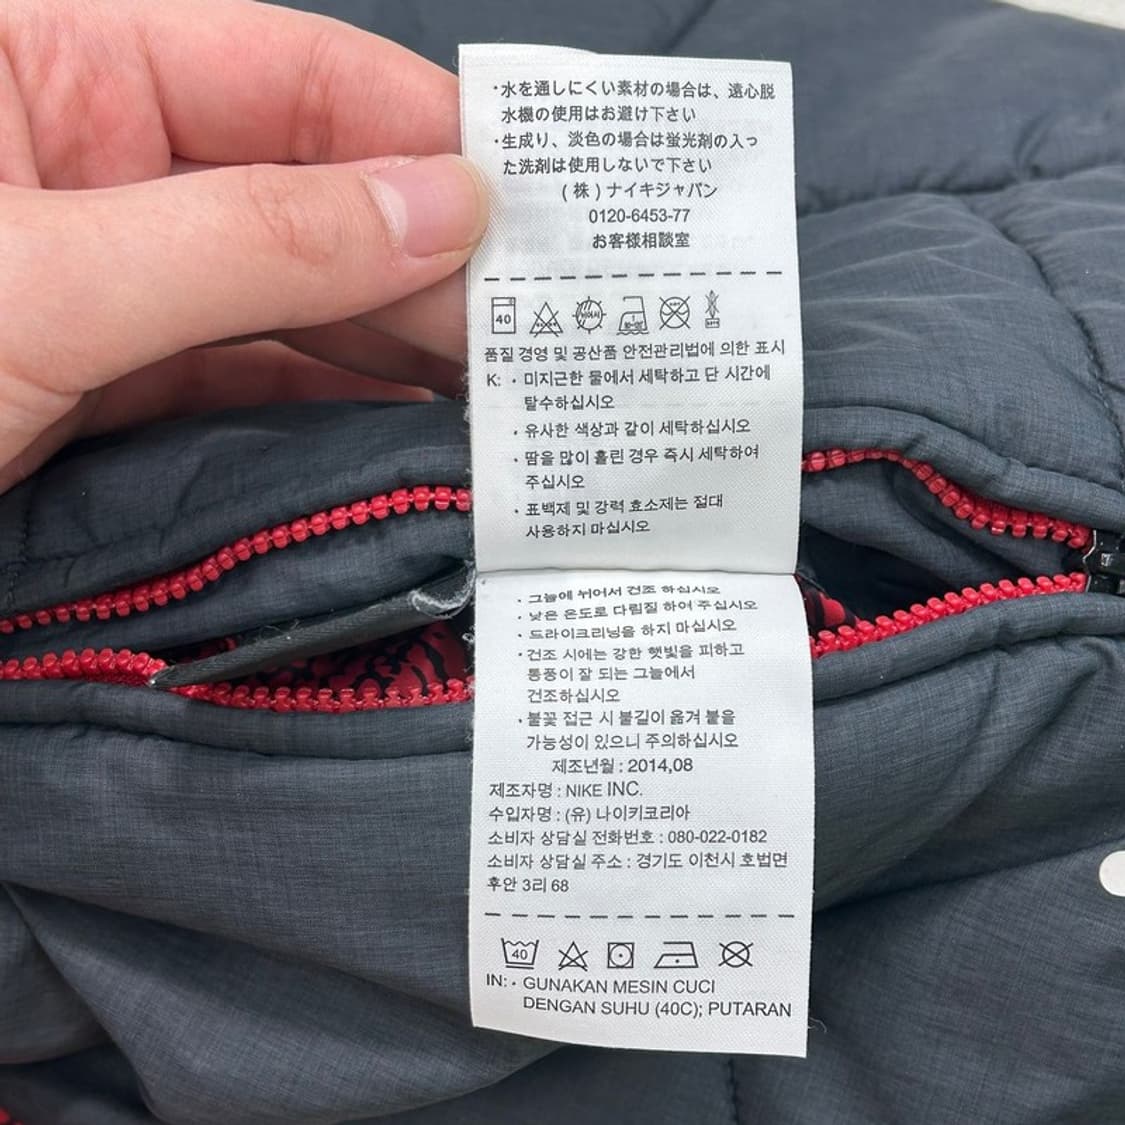 ・水を通しにくい素材の場合は、遠心脱
水機の使用はお避け下さい
・生成り、淡色の場合は蛍光剤の入っ
た洗剤は使用しないで下さい
(株)ナイキジャパン
0120-6453-77
お客様相談室
40
품질 경영 및 공산품 안전관리법에 의한 표시
K: · 미지근한 물에서 세탁하고 단 시간에
탈수하십시오
· 유사한 색상과 같이 세탁하십시오
· 땀을 많이 흘린 경우 즉시 세탁하여
주십시오
· 표백제 및 강력 효소제는 절대
사용하지 마십시오
· 그늘에 뉘어서 건조 하십시오
· 낮은 온도로 다림질 하여 주십시오
· 드라이크리닝을 하지 마십시오
· 건조 시에는 강한 햇빛을 피하고
통풍이 잘 되는 그늘에서
건조하십시오
· 불꽃 접근 시 불길이 옮겨 붙을
가능성이 있으니 주의하십시오
제조년월 : 2014,08
제조자명 : NIKE INC.
수입자명 : (유) 나이키코리아
소비자 상담실 전화번호 : 080-022-0182
소비자 상담실 주소 : 경기도 이천시 호법면
후안 3리 68
40
IN: · GUNAKAN MESIN CUCI
DENGAN SUHU (40C); PUTARAN